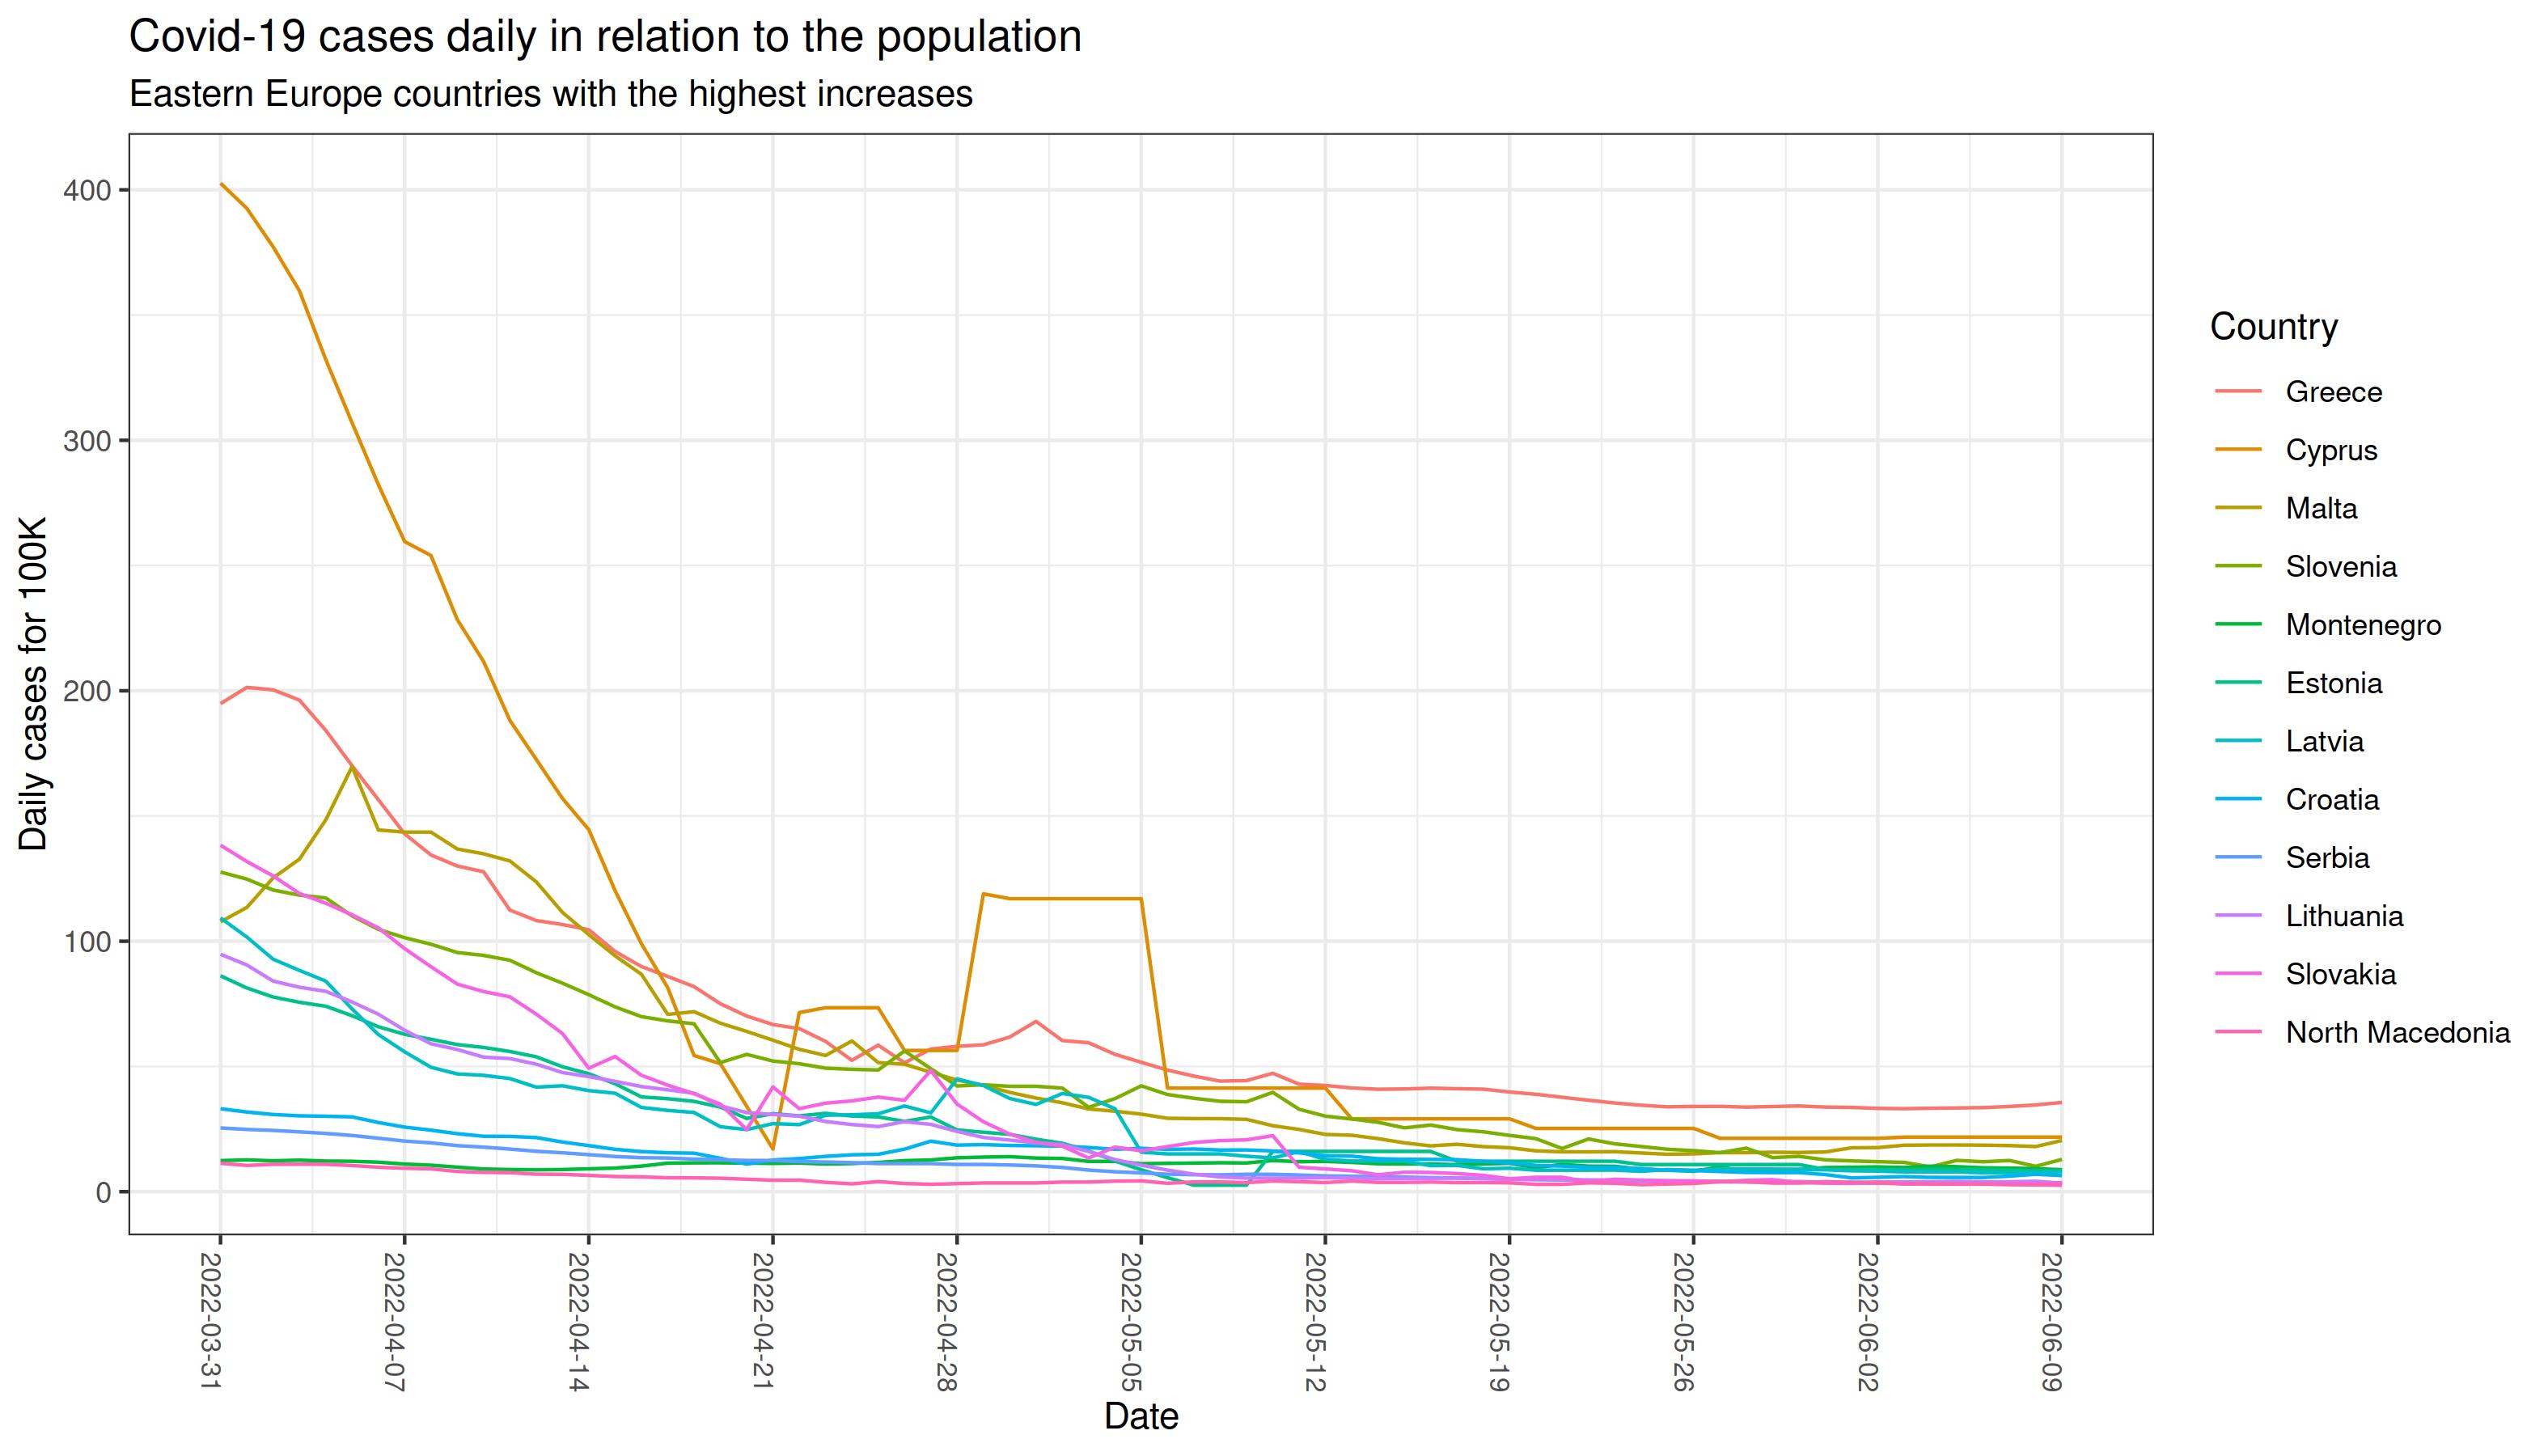 Covid-19 cases daily in relation to the population
Eastern Europe countries with the highest increases
Daily cases for 100K
400
300
200
100
0
2022-03-31
2022-04-07
2022-04-14
2022-04-21
2022-04-28
2022-05-05
2022-05-12
2022-05-19
2022-05-26
2022-06-02
2022-06-09
Date
Country
Greece
Cyprus
Malta
Slovenia
Montenegro
Estonia
Latvia
Croatia
Serbia
Lithuania
Slovakia
North Macedonia